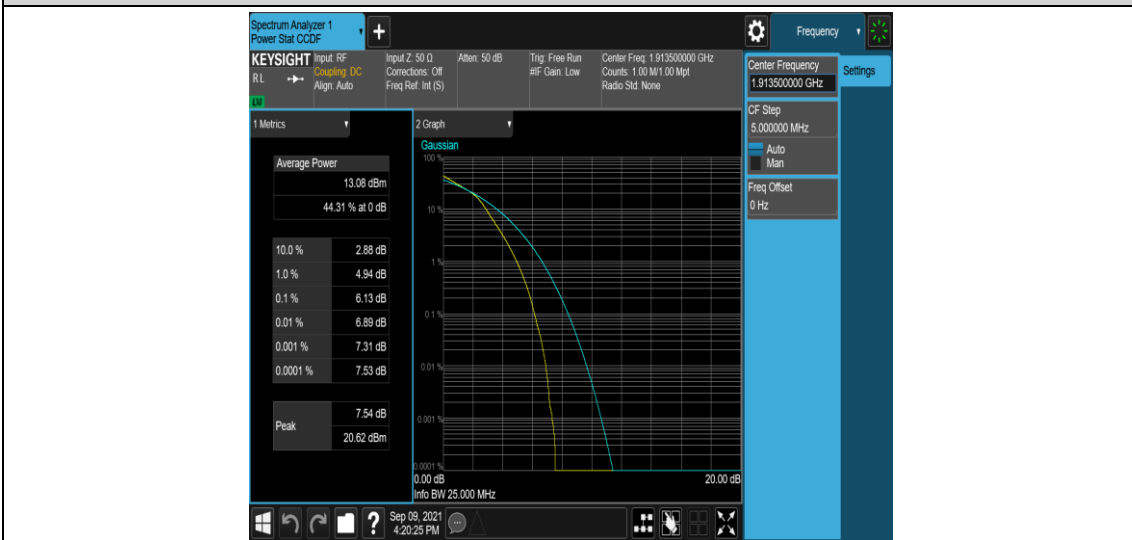 Spectrum Analyzer 1
Power Stat CCDF
+
Frequency
KEYSIGHT
RL
LXI
Input: RF
Coupling: DC
Align: Auto
Input Z: 50 Ω
Corrections: Off
Freq Ref: Int (S)
Atten: 50 dB
Trig: Free Run
#IF Gain: Low
Center Freq: 1.913500000 GHz
Counts: 1.00 M/1.00 Mpt
Radio Std: None
Center Frequency
1.913500000 GHz
Settings
CF Step
5.000000 MHz
Auto
Man
Freq Offset
0 Hz
1 Metrics
Average Power
13.08 dBm
44.31 % at 0 dB
10.0 % 2.88 dB
1.0 % 4.94 dB
0.1 % 6.13 dB
0.01 % 6.89 dB
0.001 % 7.31 dB
0.0001 % 7.53 dB
Peak
7.54 dB
20.62 dBm
2 Graph
Gaussian
100 %
10 %
1 %
0.1 %
0.01 %
0.001 %
0.0001 %
0.00 dB 20.00 dB
Info BW 25.000 MHz
?
Sep 09, 2021
4:20:25 PM